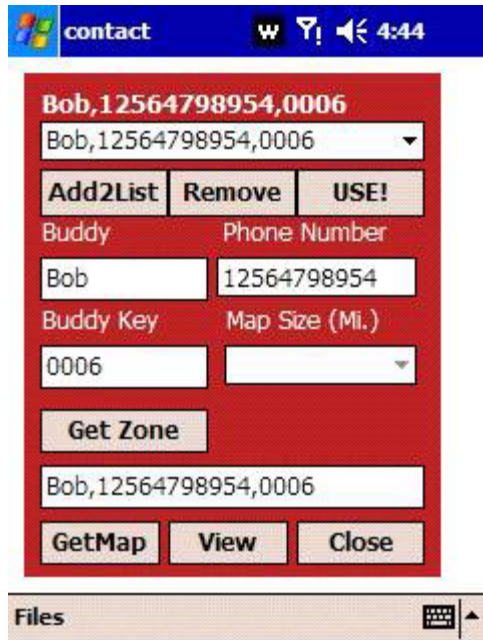 contact W 4:44
Bob,12564798954,0006
Bob,12564798954,0006
Add2List Remove USE!
Buddy Phone Number
Bob 12564798954
Buddy Key Map Size (Mi.)
0006
Get Zone
Bob,12564798954,0006
GetMap View Close
Files